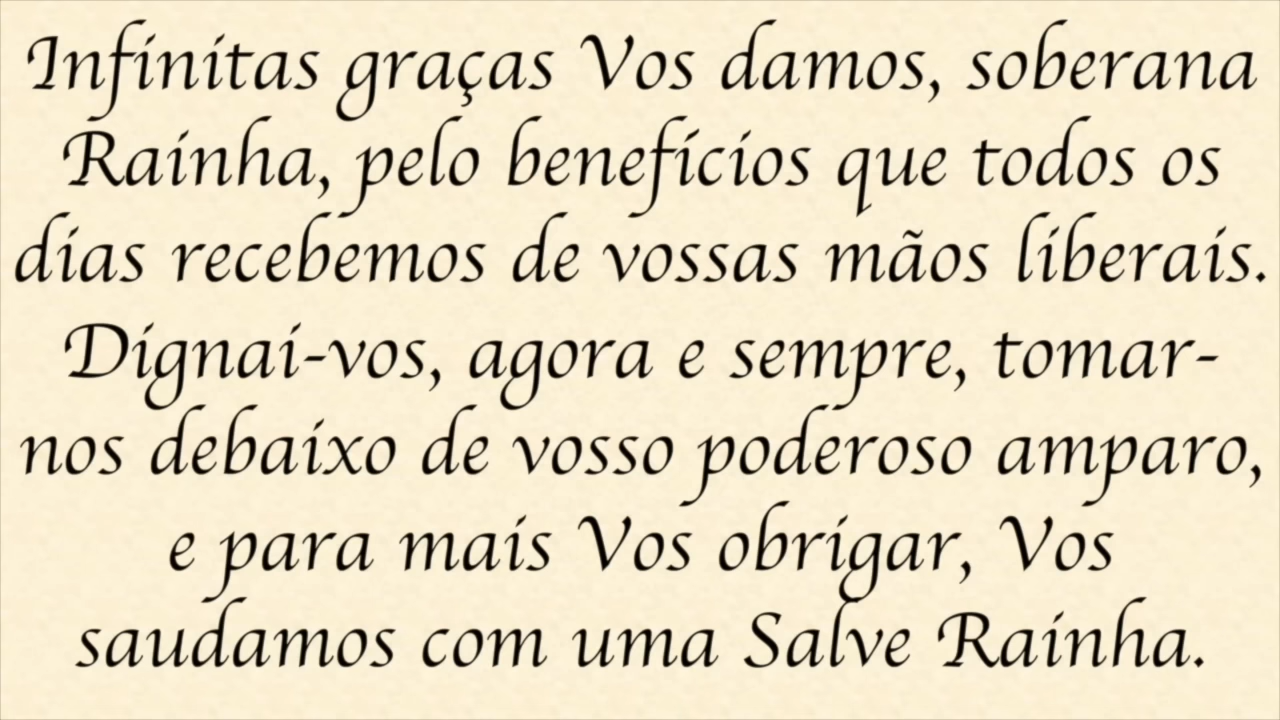 Infinitas graças Vos damos, soberana
Rainha, pelo benefícios que todos os
dias recebemos de vossas mãos liberais.
Dignai-vos, agora e sempre, tomar-
nos debaixo de vosso poderoso amparo,
e para mais Vos obrigar, Vos
saudamos com uma Salve Rainha.